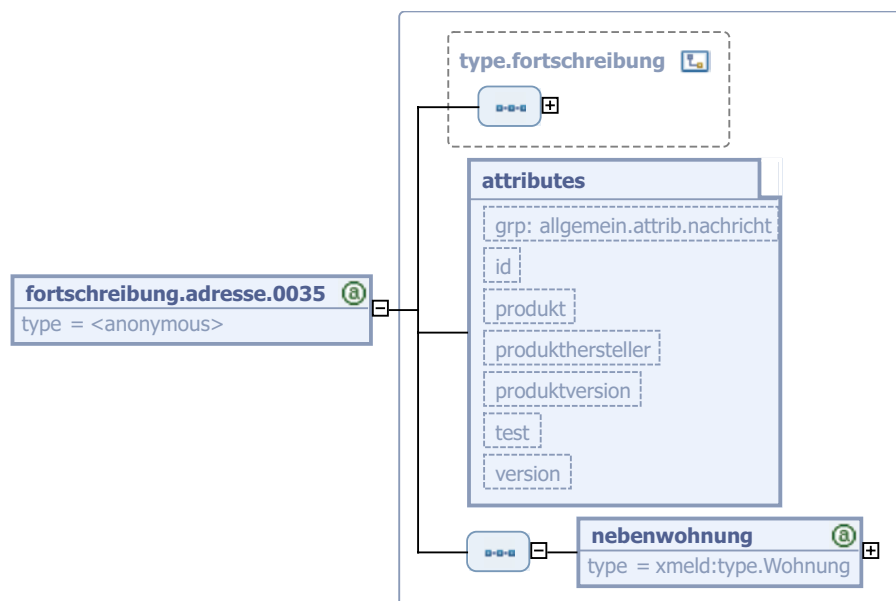 type.fortschreibung
attributes
grp: allgemein.attrib.nachricht
id
fortschreibung.adresse.0035
type = <anonymous>
produkt
produkthersteller
produktversion
test
version
nebenwohnung
type = xmeld:type.Wohnung